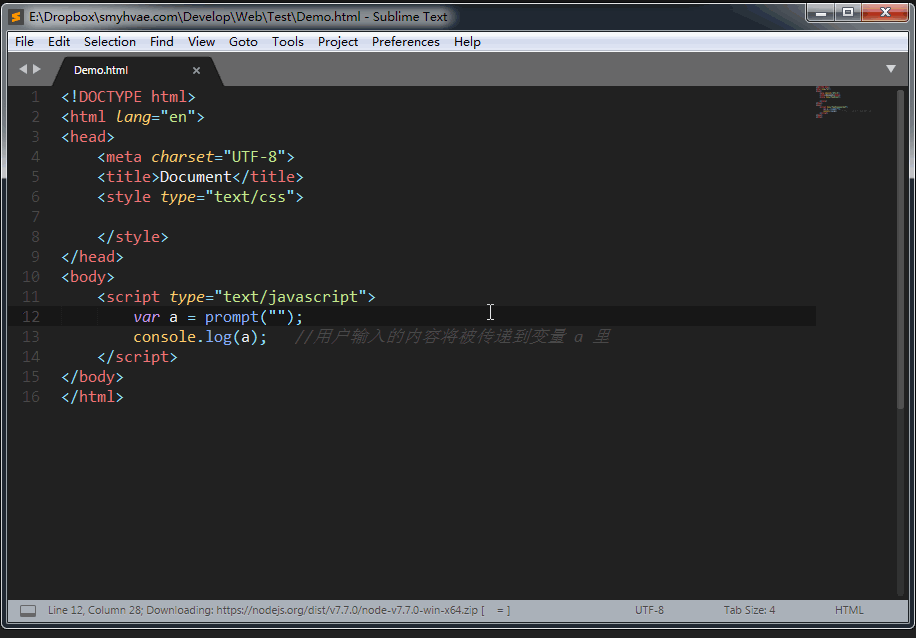 E:\Dropbox\smyhvae.com\Develop\Web\Test\Demo.html - Sublime Text
File Edit Selection Find View Goto Tools Project Preferences Help
Demo.html
1 <!DOCTYPE html>
2 <html lang="en">
3 <head>
4 <meta charset="UTF-8">
5 <title>Document</title>
6 <style type="text/css">
7
8 </style>
9 </head>
10 <body>
11 <script type="text/javascript">
12 var a = prompt("");
13 console.log(a); //用户输入的内容将被传递到变量 a 里
14 </script>
15 </body>
16 </html>
Line 12, Column 28; Downloading: https://nodejs.org/dist/v7.7.0/node-v7.7.0-win-x64.zip [ = ] UTF-8 Tab Size: 4 HTML